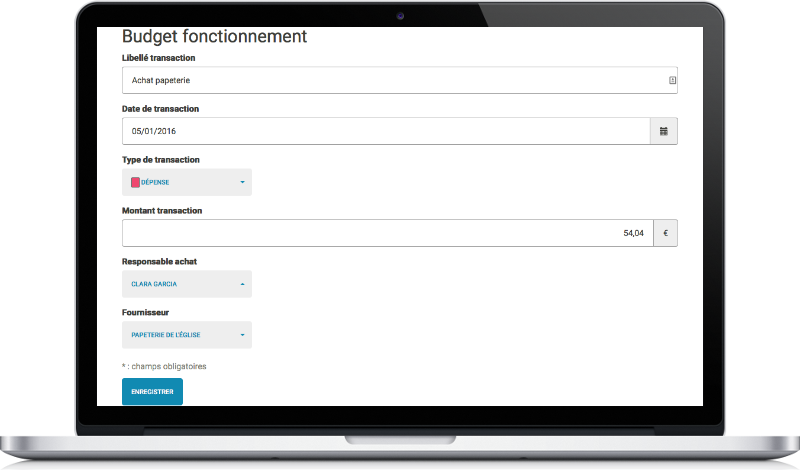 Budget fonctionnement
Libellé transaction
Achat papeterie
Date de transaction
05/01/2016
Type de transaction
DÉPENSE
Montant transaction
54,04 €
Responsable achat
CLARA GARCIA
Fournisseur
PAPETERIE DE L'ÉGLISE
* : champs obligatoires
ENREGISTRER